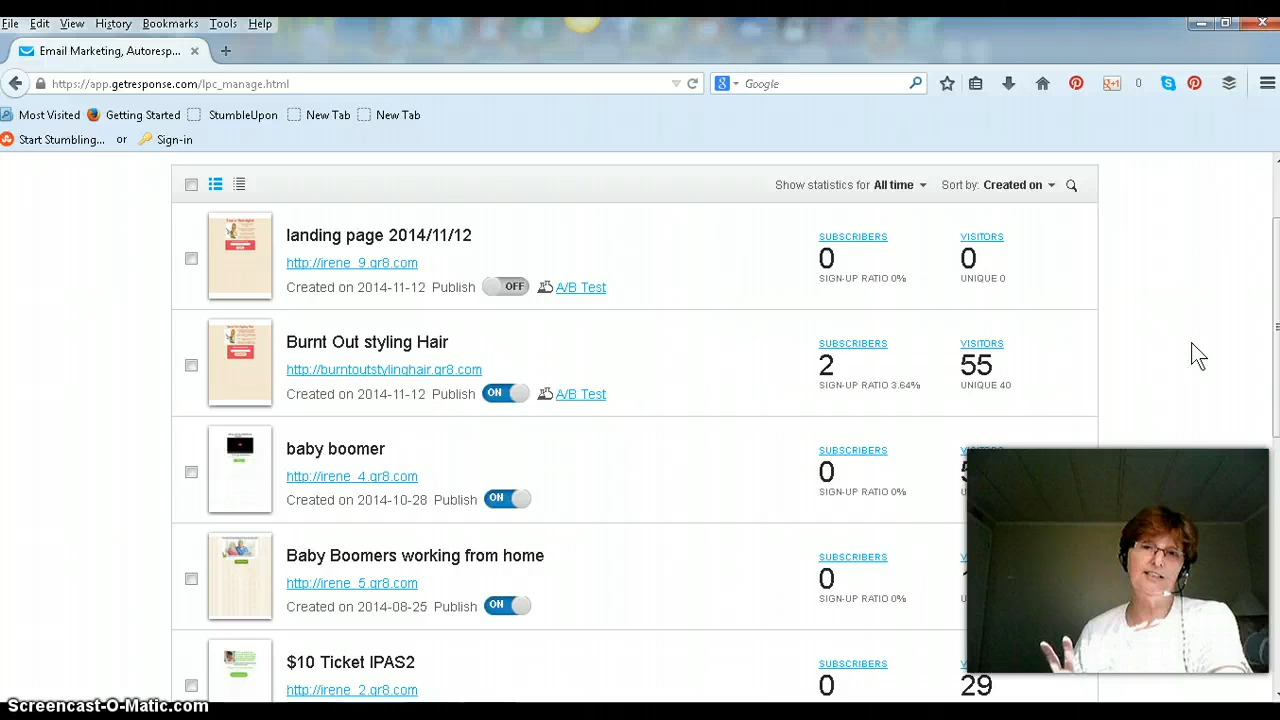 File Edit View History Bookmarks Tools Help
Email Marketing, Autoresp...
https://app.getresponse.com/lpc_manage.html
Google
0
Most Visited Getting Started StumbleUpon New Tab New Tab
Start Stumbling... or Sign-in
Show statistics for All time Sort by: Created on
landing page 2014/11/12
http://irene_9.gr8.com
Created on 2014-11-12 Publish OFF A/B Test
SUBSCRIBERS
0
SIGN-UP RATIO 0%
VISITORS
0
UNIQUE 0
Burnt Out styling Hair
http://burntoutstylinghair.gr8.com
Created on 2014-11-12 Publish ON A/B Test
SUBSCRIBERS
2
SIGN-UP RATIO 3.64%
VISITORS
55
UNIQUE 40
baby boomer
http://irene_4.gr8.com
Created on 2014-10-28 Publish ON
SUBSCRIBERS
0
SIGN-UP RATIO 0%
Baby Boomers working from home
http://irene_5.gr8.com
Created on 2014-08-25 Publish ON
SUBSCRIBERS
0
SIGN-UP RATIO 0%
$10 Ticket IPAS2
http://irene_2.gr8.com
SUBSCRIBERS
0
29
Screencast-O-Matic.com